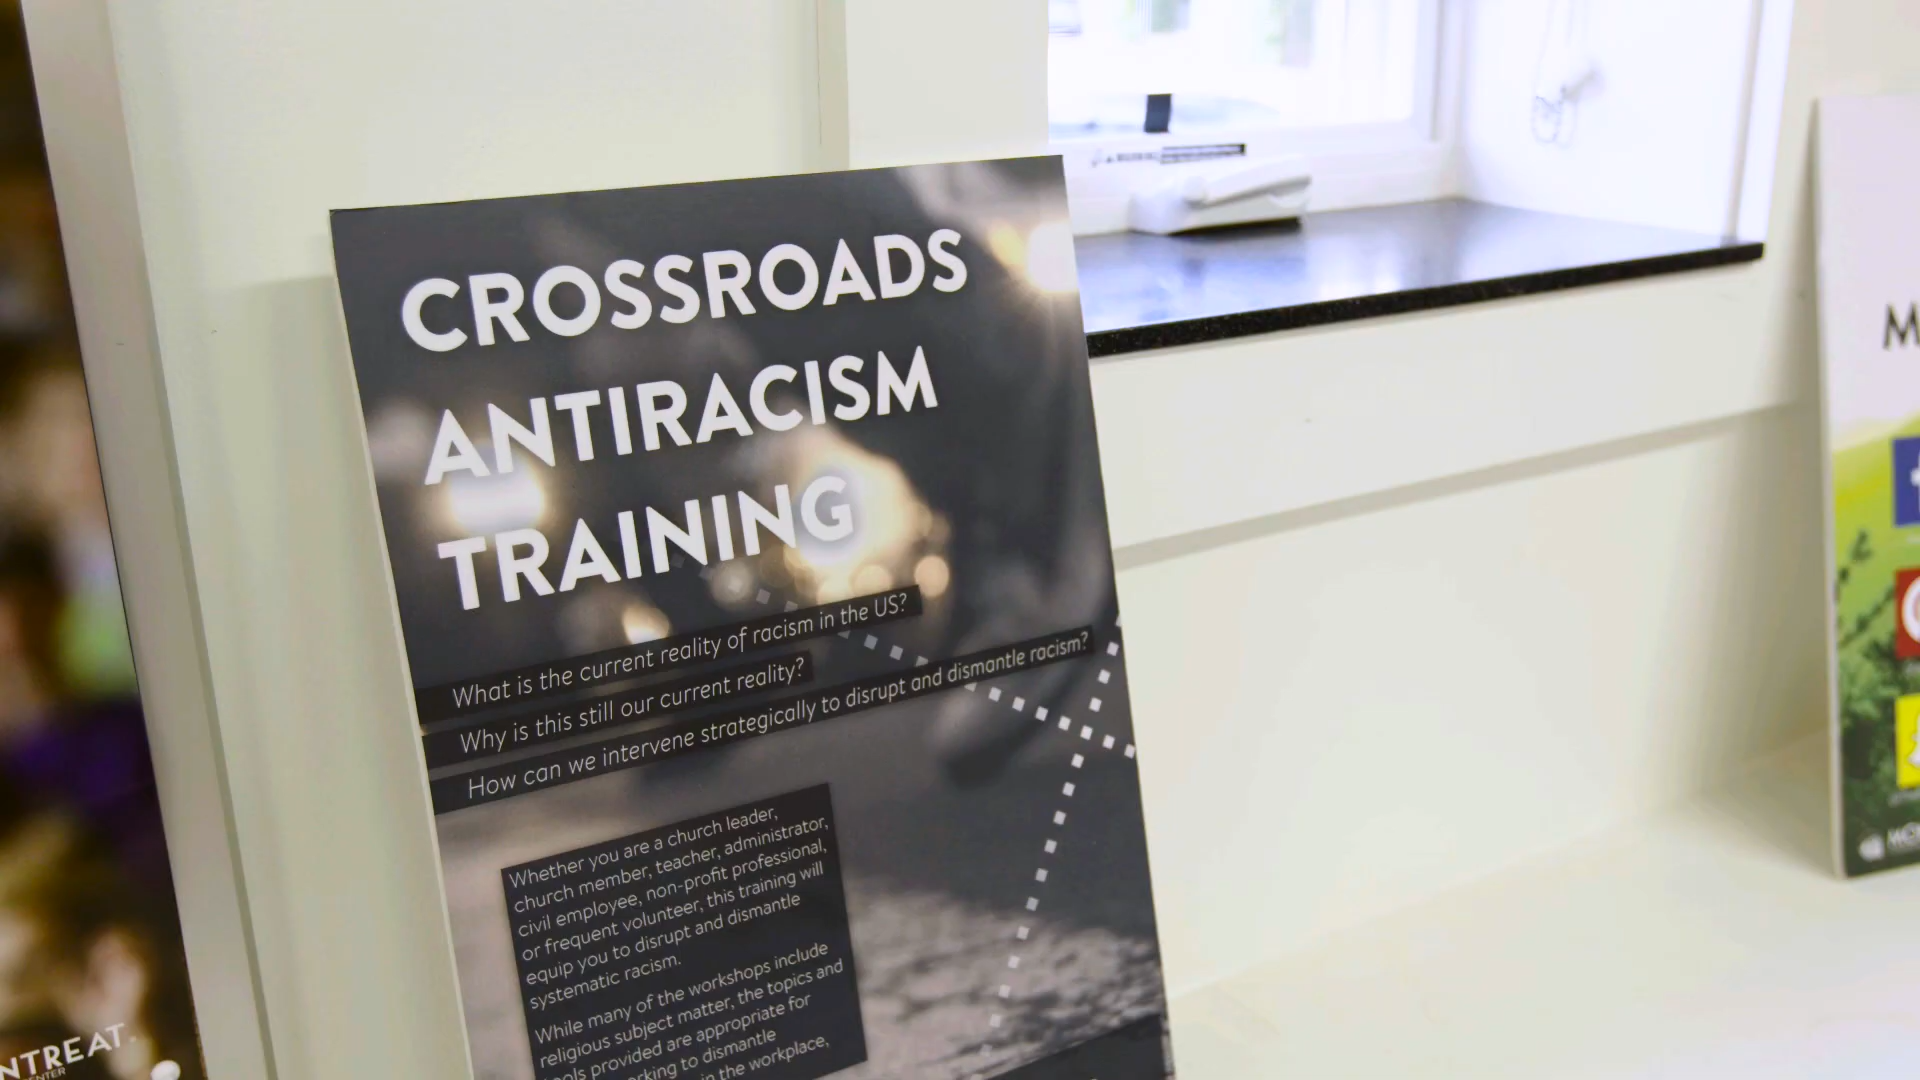 CROSSROADS
ANTIRACISM
TRAINING
What is the current reality of racism in the US?
Why is this still our current reality?
How can we intervene strategically to disrupt and dismantle racism?
Whether you are a church leader,
church member, teacher, administrator,
civil employee, non-profit professional,
or frequent volunteer, this training will
equip you to disrupt and dismantle
systematic racism.
While many of the workshops include
religious subject matter, the topics and
provided are appropriate for
to dismantle
in the workplace,
NTREAT
ENTER
M
MO